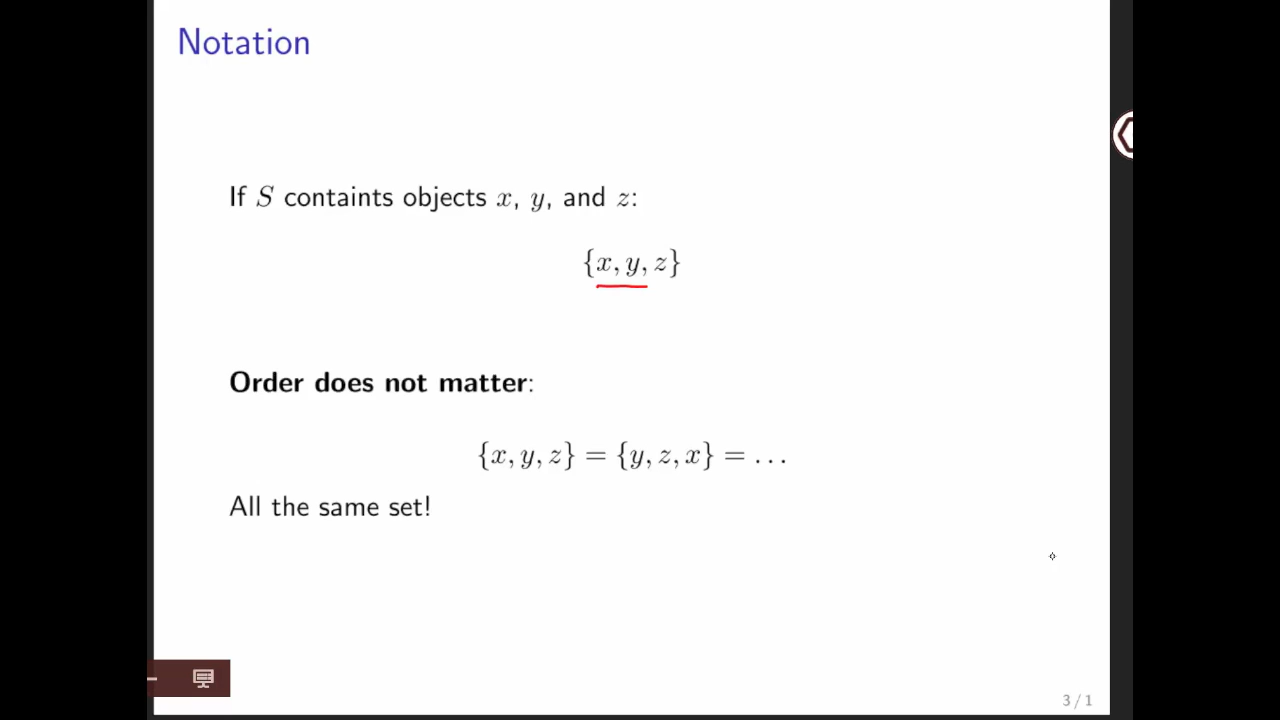 Notation
If S containts objects x, y, and z:
{x, y, z}
Order does not matter:
{x, y, z} = {y, z, x} = . . .
All the same set!
3 / 1